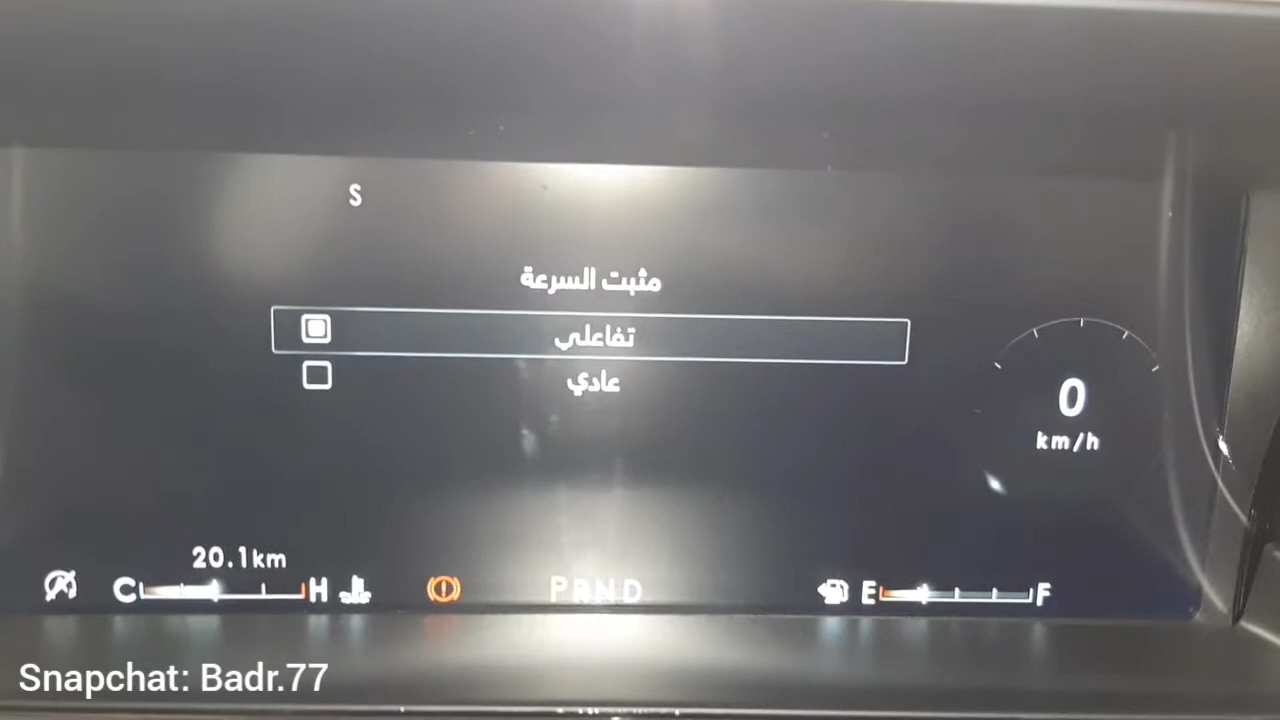 S
مثبت السرعة
تفاعلي
عادي
0
km/h
20.1km
C H
PRND
E F
Snapchat: Badr.77